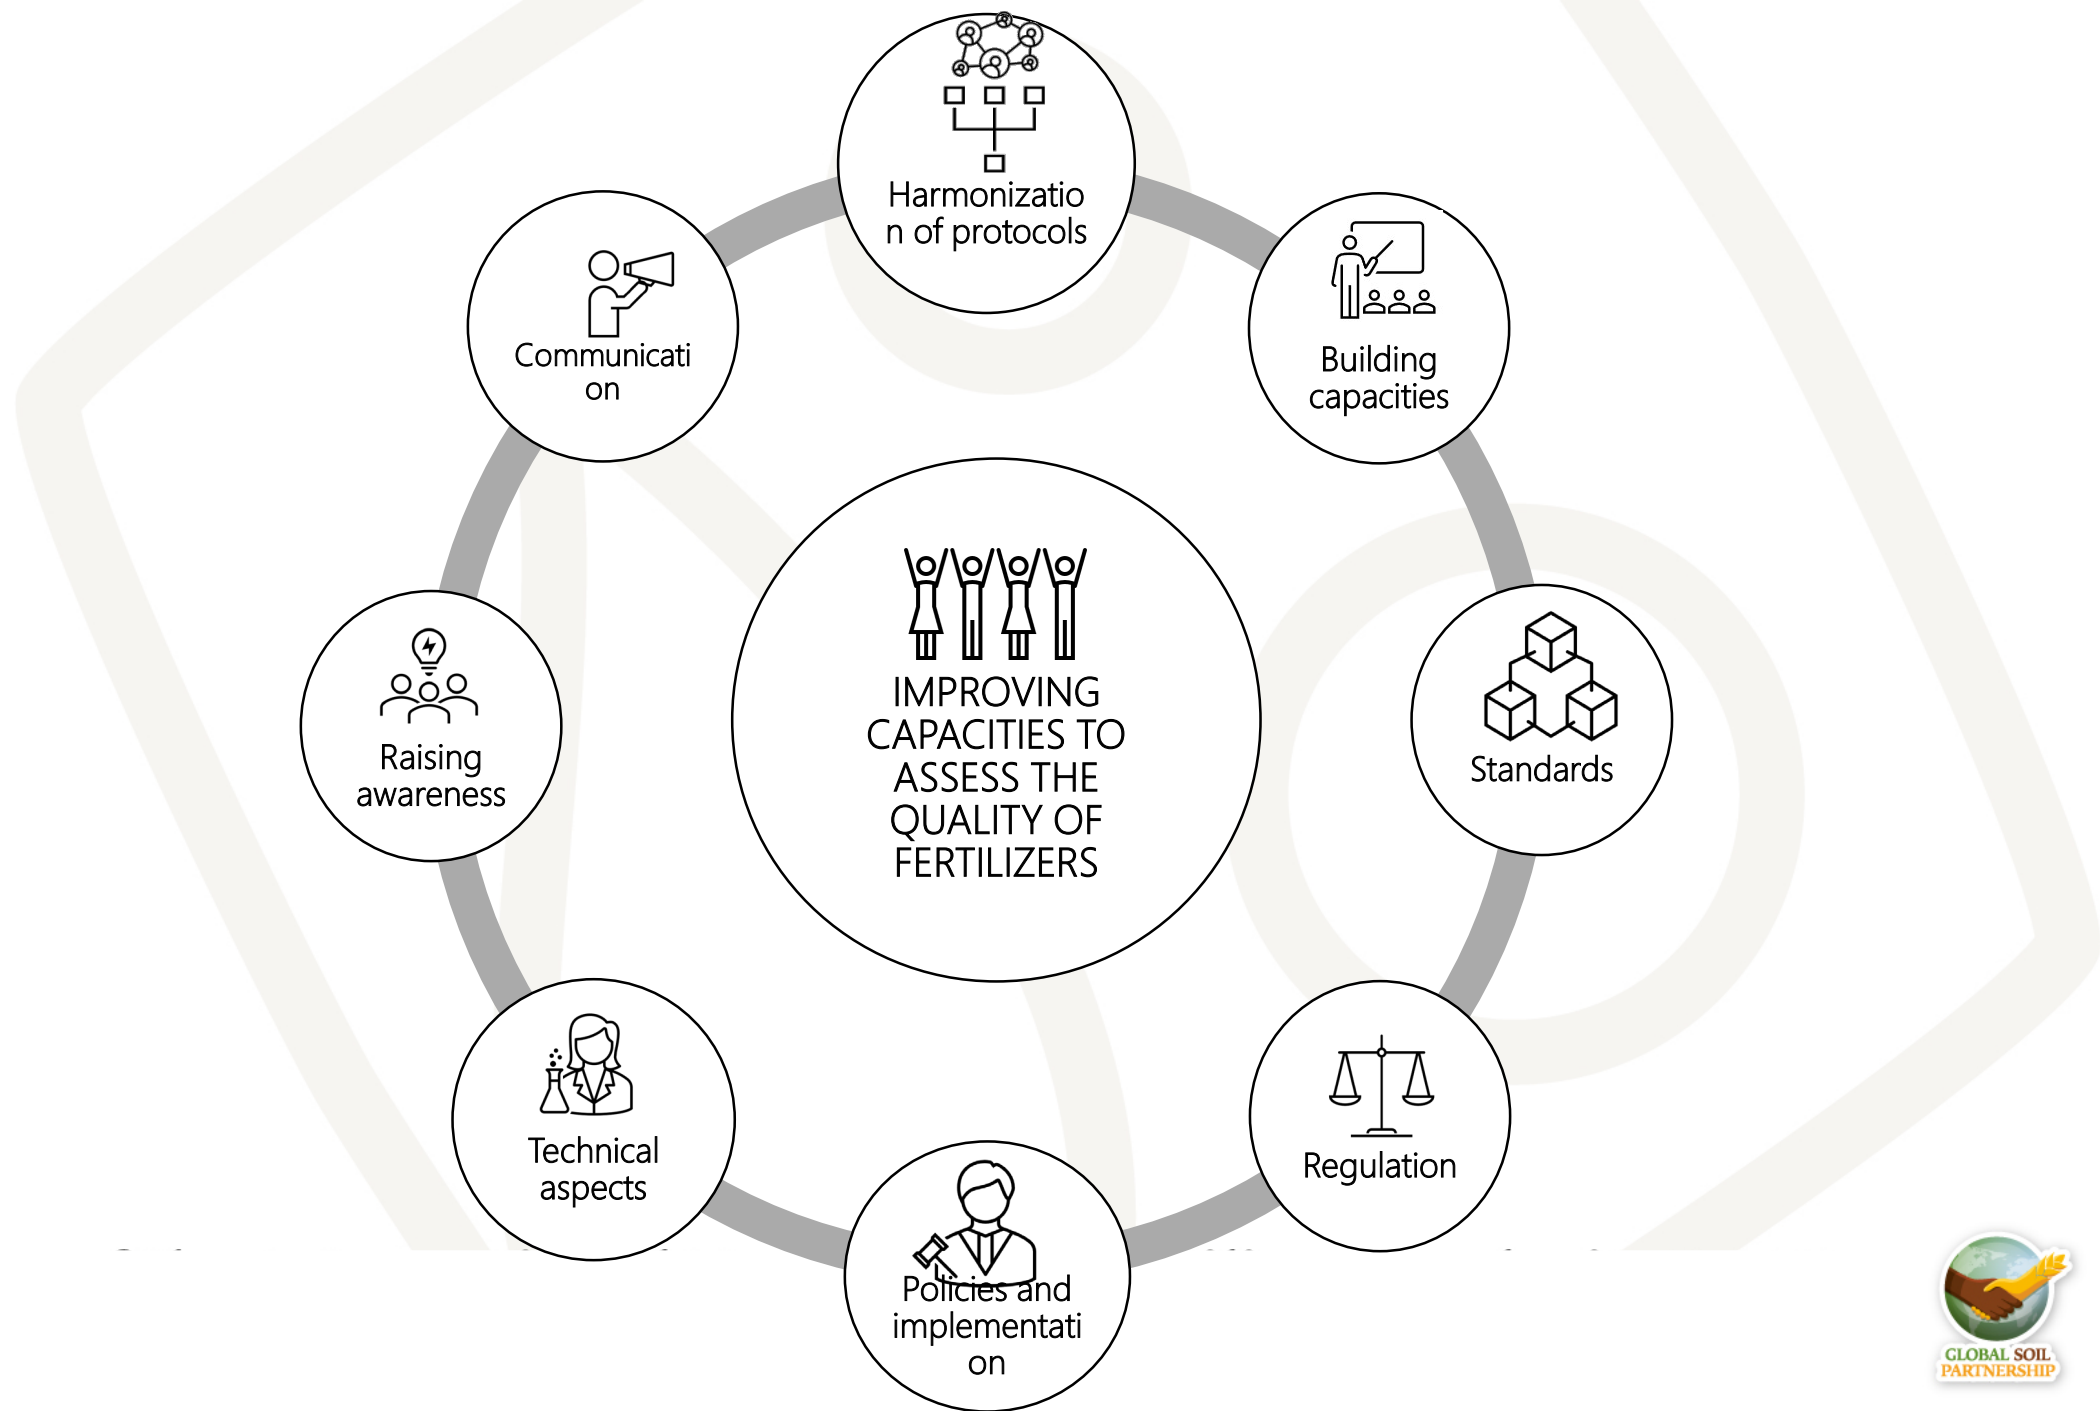 Harmonizatio
n of protocols
Communicati
on
Building
capacities
IMPROVING
CAPACITIES TO
ASSESS THE
QUALITY OF
FERTILIZERS
Raising
awareness
Standards
Technical
aspects
Regulation
Policies and
implementati
on
GLOBAL SOIL
PARTNERSHIP